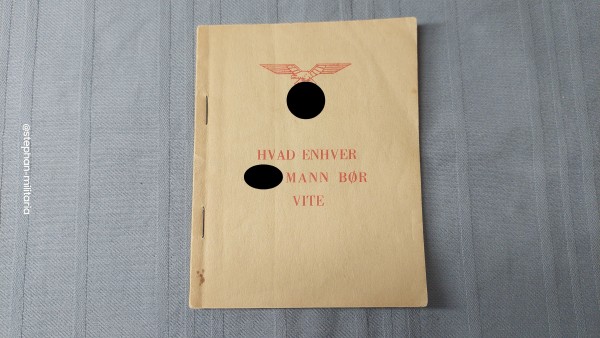 HVAD ENHVER
MANN BØR
VITE
@stephan-militaria